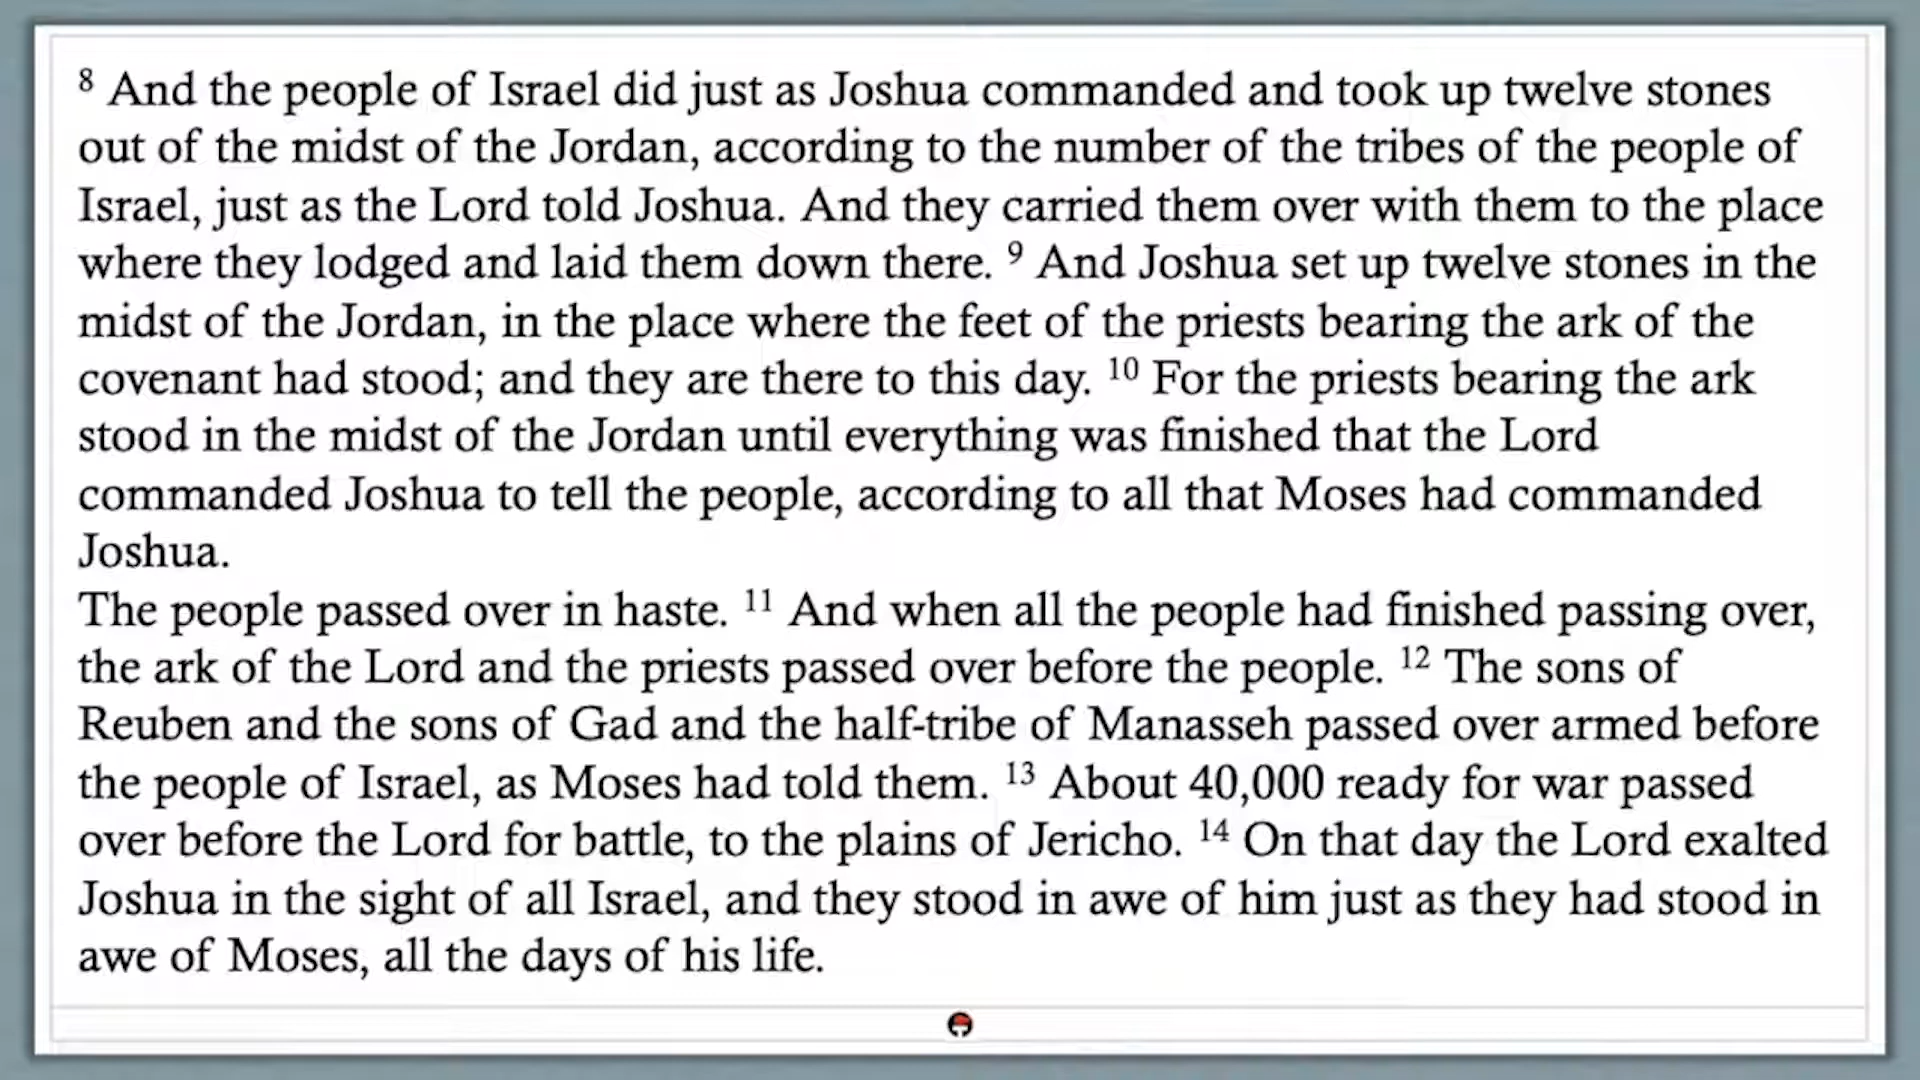 8 And the people of Israel did just as Joshua commanded and took up twelve stones
out of the midst of the Jordan, according to the number of the tribes of the people of
Israel, just as the Lord told Joshua. And they carried them over with them to the place
where they lodged and laid them down there. 9 And Joshua set up twelve stones in the
midst of the Jordan, in the place where the feet of the priests bearing the ark of the
covenant had stood; and they are there to this day. 10 For the priests bearing the ark
stood in the midst of the Jordan until everything was finished that the Lord
commanded Joshua to tell the people, according to all that Moses had commanded
Joshua.
The people passed over in haste. 11 And when all the people had finished passing over,
the ark of the Lord and the priests passed over before the people. 12 The sons of
Reuben and the sons of Gad and the half-tribe of Manasseh passed over armed before
the people of Israel, as Moses had told them. 13 About 40,000 ready for war passed
over before the Lord for battle, to the plains of Jericho. 14 On that day the Lord exalted
Joshua in the sight of all Israel, and they stood in awe of him just as they had stood in
awe of Moses, all the days of his life.